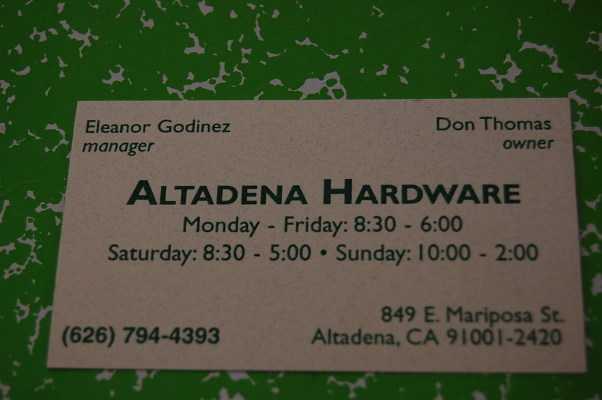 Eleanor Godinez
manager
Don Thomas
owner
ALTADENA HARDWARE
Monday - Friday: 8:30 - 6:00
Saturday: 8:30 - 5:00 • Sunday: 10:00 - 2:00
(626) 794-4393
849 E. Mariposa St.
Altadena, CA 91001-2420